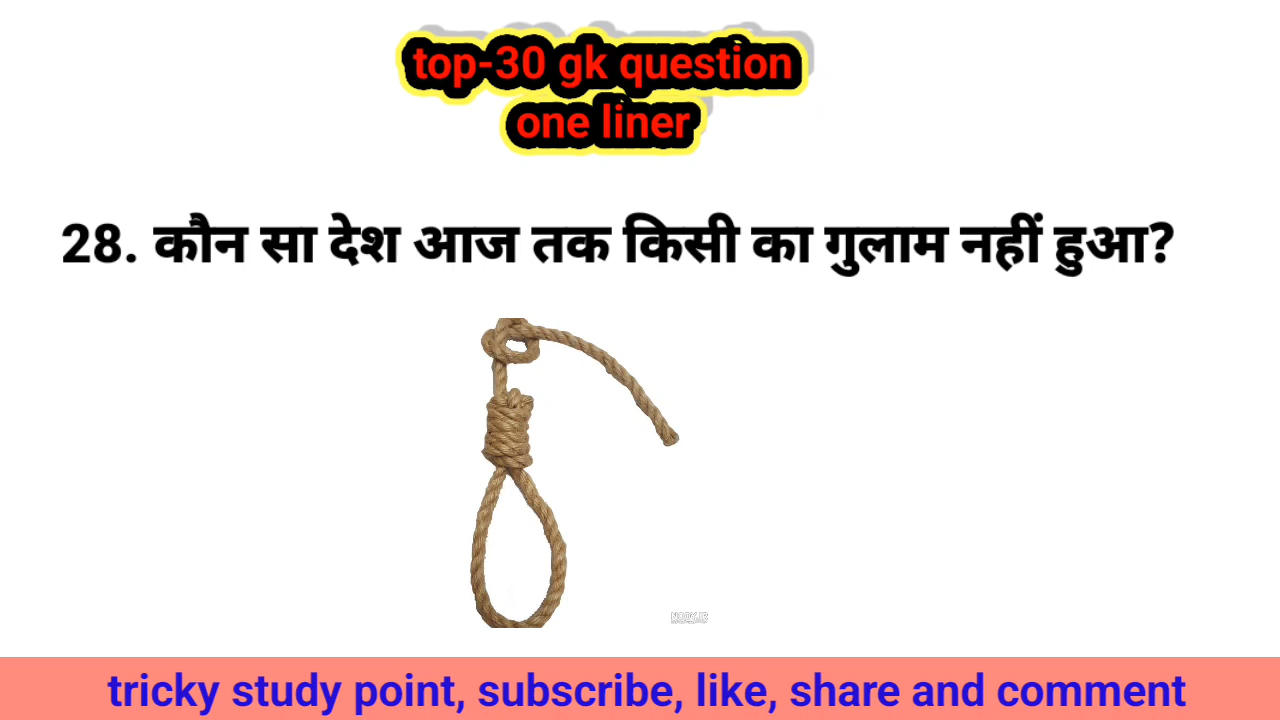 top-30 gk question
one liner
28. कौन सा देश आज तक किसी का गुलाम नहीं हुआ?
tricky study point, subscribe, like, share and comment